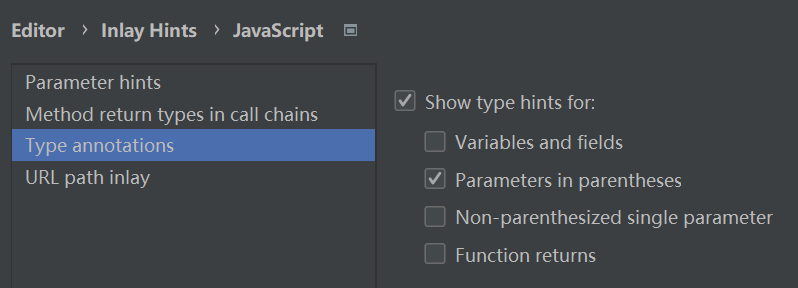 Editor › Inlay Hints › JavaScript
Parameter hints
Method return types in call chains
Type annotations
URL path inlay
Show type hints for:
Variables and fields
Parameters in parentheses
Non-parenthesized single parameter
Function returns